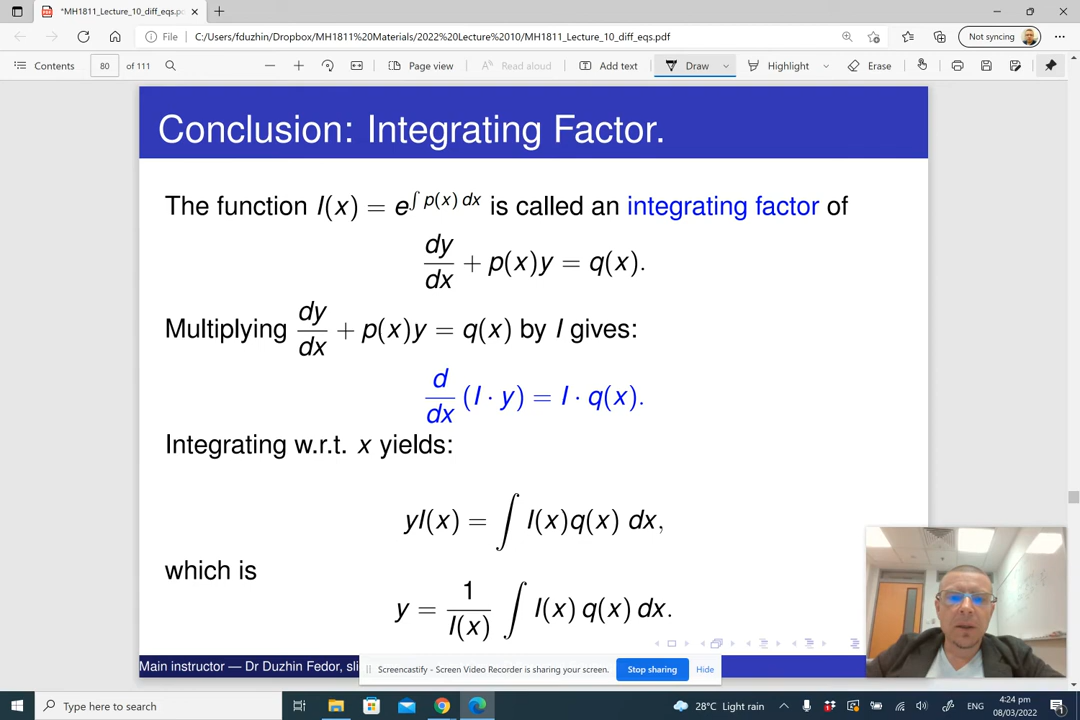 *MH1811_Lecture_10_diff_eqs.pd
File
C:/Users/fduzhin/Dropbox/MH1811%20Materials/2022%20Lecture%2010/MH1811_Lecture_10_diff_eqs.pdf
Not syncing
Contents
80
of 111
Page view
Read aloud
Add text
Draw
Highlight
Erase
Conclusion: Integrating Factor.
The function I(x) = e^{∫ p(x) dx} is called an integrating factor of
dy/dx + p(x)y = q(x).
Multiplying dy/dx + p(x)y = q(x) by I gives:
d/dx (I · y) = I · q(x).
Integrating w.r.t. x yields:
yI(x) = ∫ I(x)q(x) dx,
which is
y = 1/I(x) ∫ I(x) q(x) dx.
Main instructor — Dr Duzhin Fedor, sli
Screencastify - Screen Video Recorder is sharing your screen.
Stop sharing
Hide
Type here to search
28°C Light rain
ENG
4:24 pm
08/03/2022
1